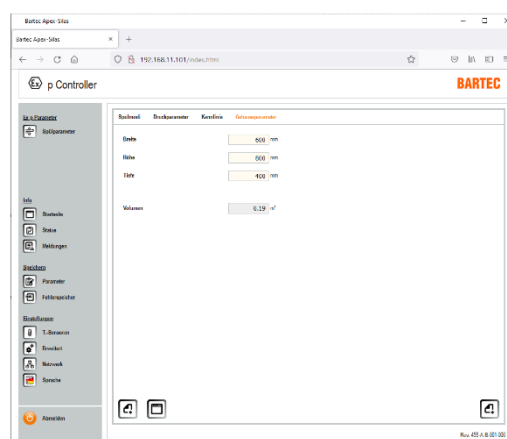 Bartec Apex-Silas
Bartec Apex-Silas
192.168.11.101/index.html
p Controller
BARTEC
Ex p Parameter
Spülparameter
Info
Startseite
Status
Meldungen
Speichern
Parameter
Fehlerspeicher
Einstellungen
T.-Sensoren
Erweitert
Netzwerk
Sprache
Abmelden
Spülmodi Druckparameter Kennlinie Gehäuseparameter
Breite 600 mm
Höhe 800 mm
Tiefe 400 mm
Volumen 0.19 m³